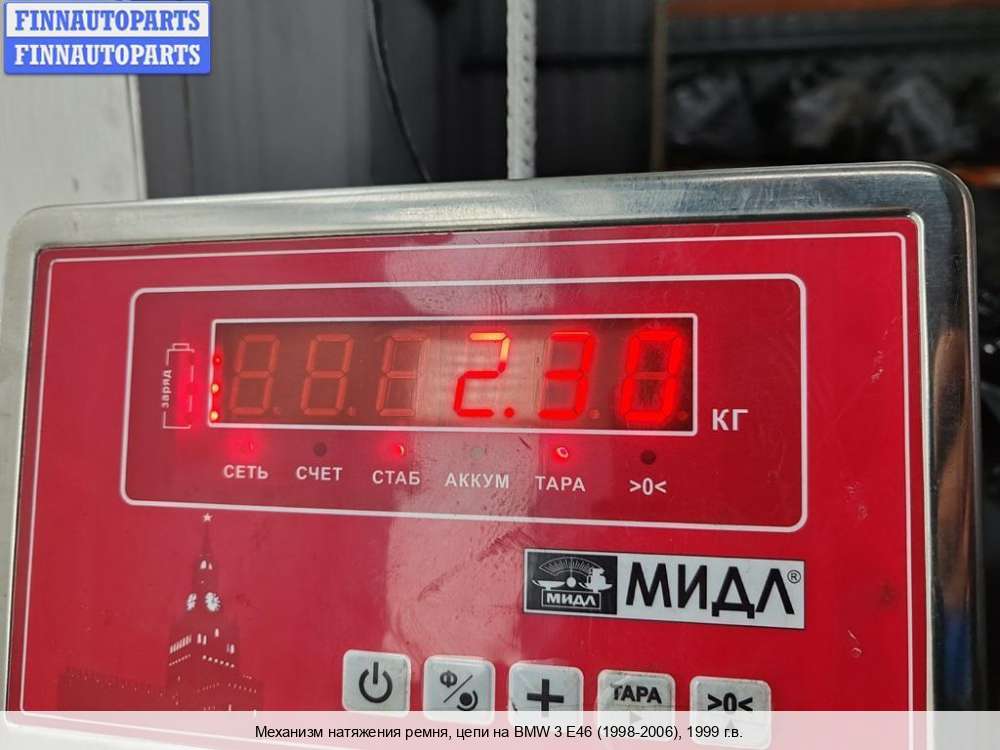 FINNAUTOPARTS
FINNAUTOPARTS
заряд
2.30
КГ
СЕТЬ СЧЕТ СТАБ АККУМ ТАРА >0<
МИДЛ
МИДЛ®
Ф
+ ТАРА >0<
Механизм натяжения ремня, цепи на BMW 3 E46 (1998-2006), 1999 г.в.